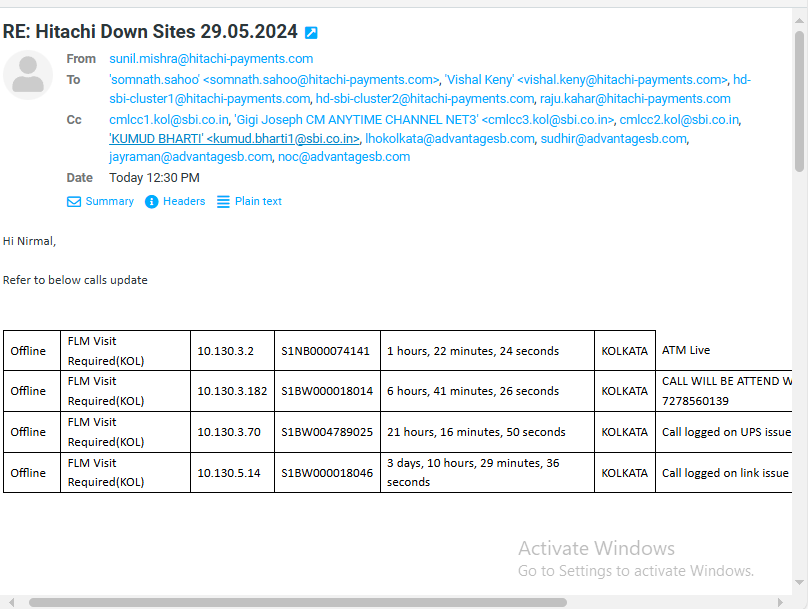 RE: Hitachi Down Sites 29.05.2024
From sunil.mishra@hitachi-payments.com
To 'somnath.sahoo' <somnath.sahoo@hitachi-payments.com>, 'Vishal Keny' <vishal.keny@hitachi-payments.com>, hd-
sbi-cluster1@hitachi-payments.com, hd-sbi-cluster2@hitachi-payments.com, raju.kahar@hitachi-payments.com
Cc cmlcc1.kol@sbi.co.in, 'Gigi Joseph CM ANYTIME CHANNEL NET3' <cmlcc3.kol@sbi.co.in>, cmlcc2.kol@sbi.co.in,
'KUMUD BHARTI' <kumud.bharti1@sbi.co.in>, lhokolkata@advantagesb.com, sudhir@advantagesb.com,
jayraman@advantagesb.com, noc@advantagesb.com
Date Today 12:30 PM
Summary Headers Plain text
Hi Nirmal,
Refer to below calls update
Offline FLM Visit Required(KOL) 10.130.3.2 S1NB000074141 1 hours, 22 minutes, 24 seconds KOLKATA ATM Live
Offline FLM Visit Required(KOL) 10.130.3.182 S1BW000018014 6 hours, 41 minutes, 26 seconds KOLKATA CALL WILL BE ATTEND W 7278560139
Offline FLM Visit Required(KOL) 10.130.3.70 S1BW004789025 21 hours, 16 minutes, 50 seconds KOLKATA Call logged on UPS issue
Offline FLM Visit Required(KOL) 10.130.5.14 S1BW000018046 3 days, 10 hours, 29 minutes, 36 seconds KOLKATA Call logged on link issue
Activate Windows
Go to Settings to activate Windows.